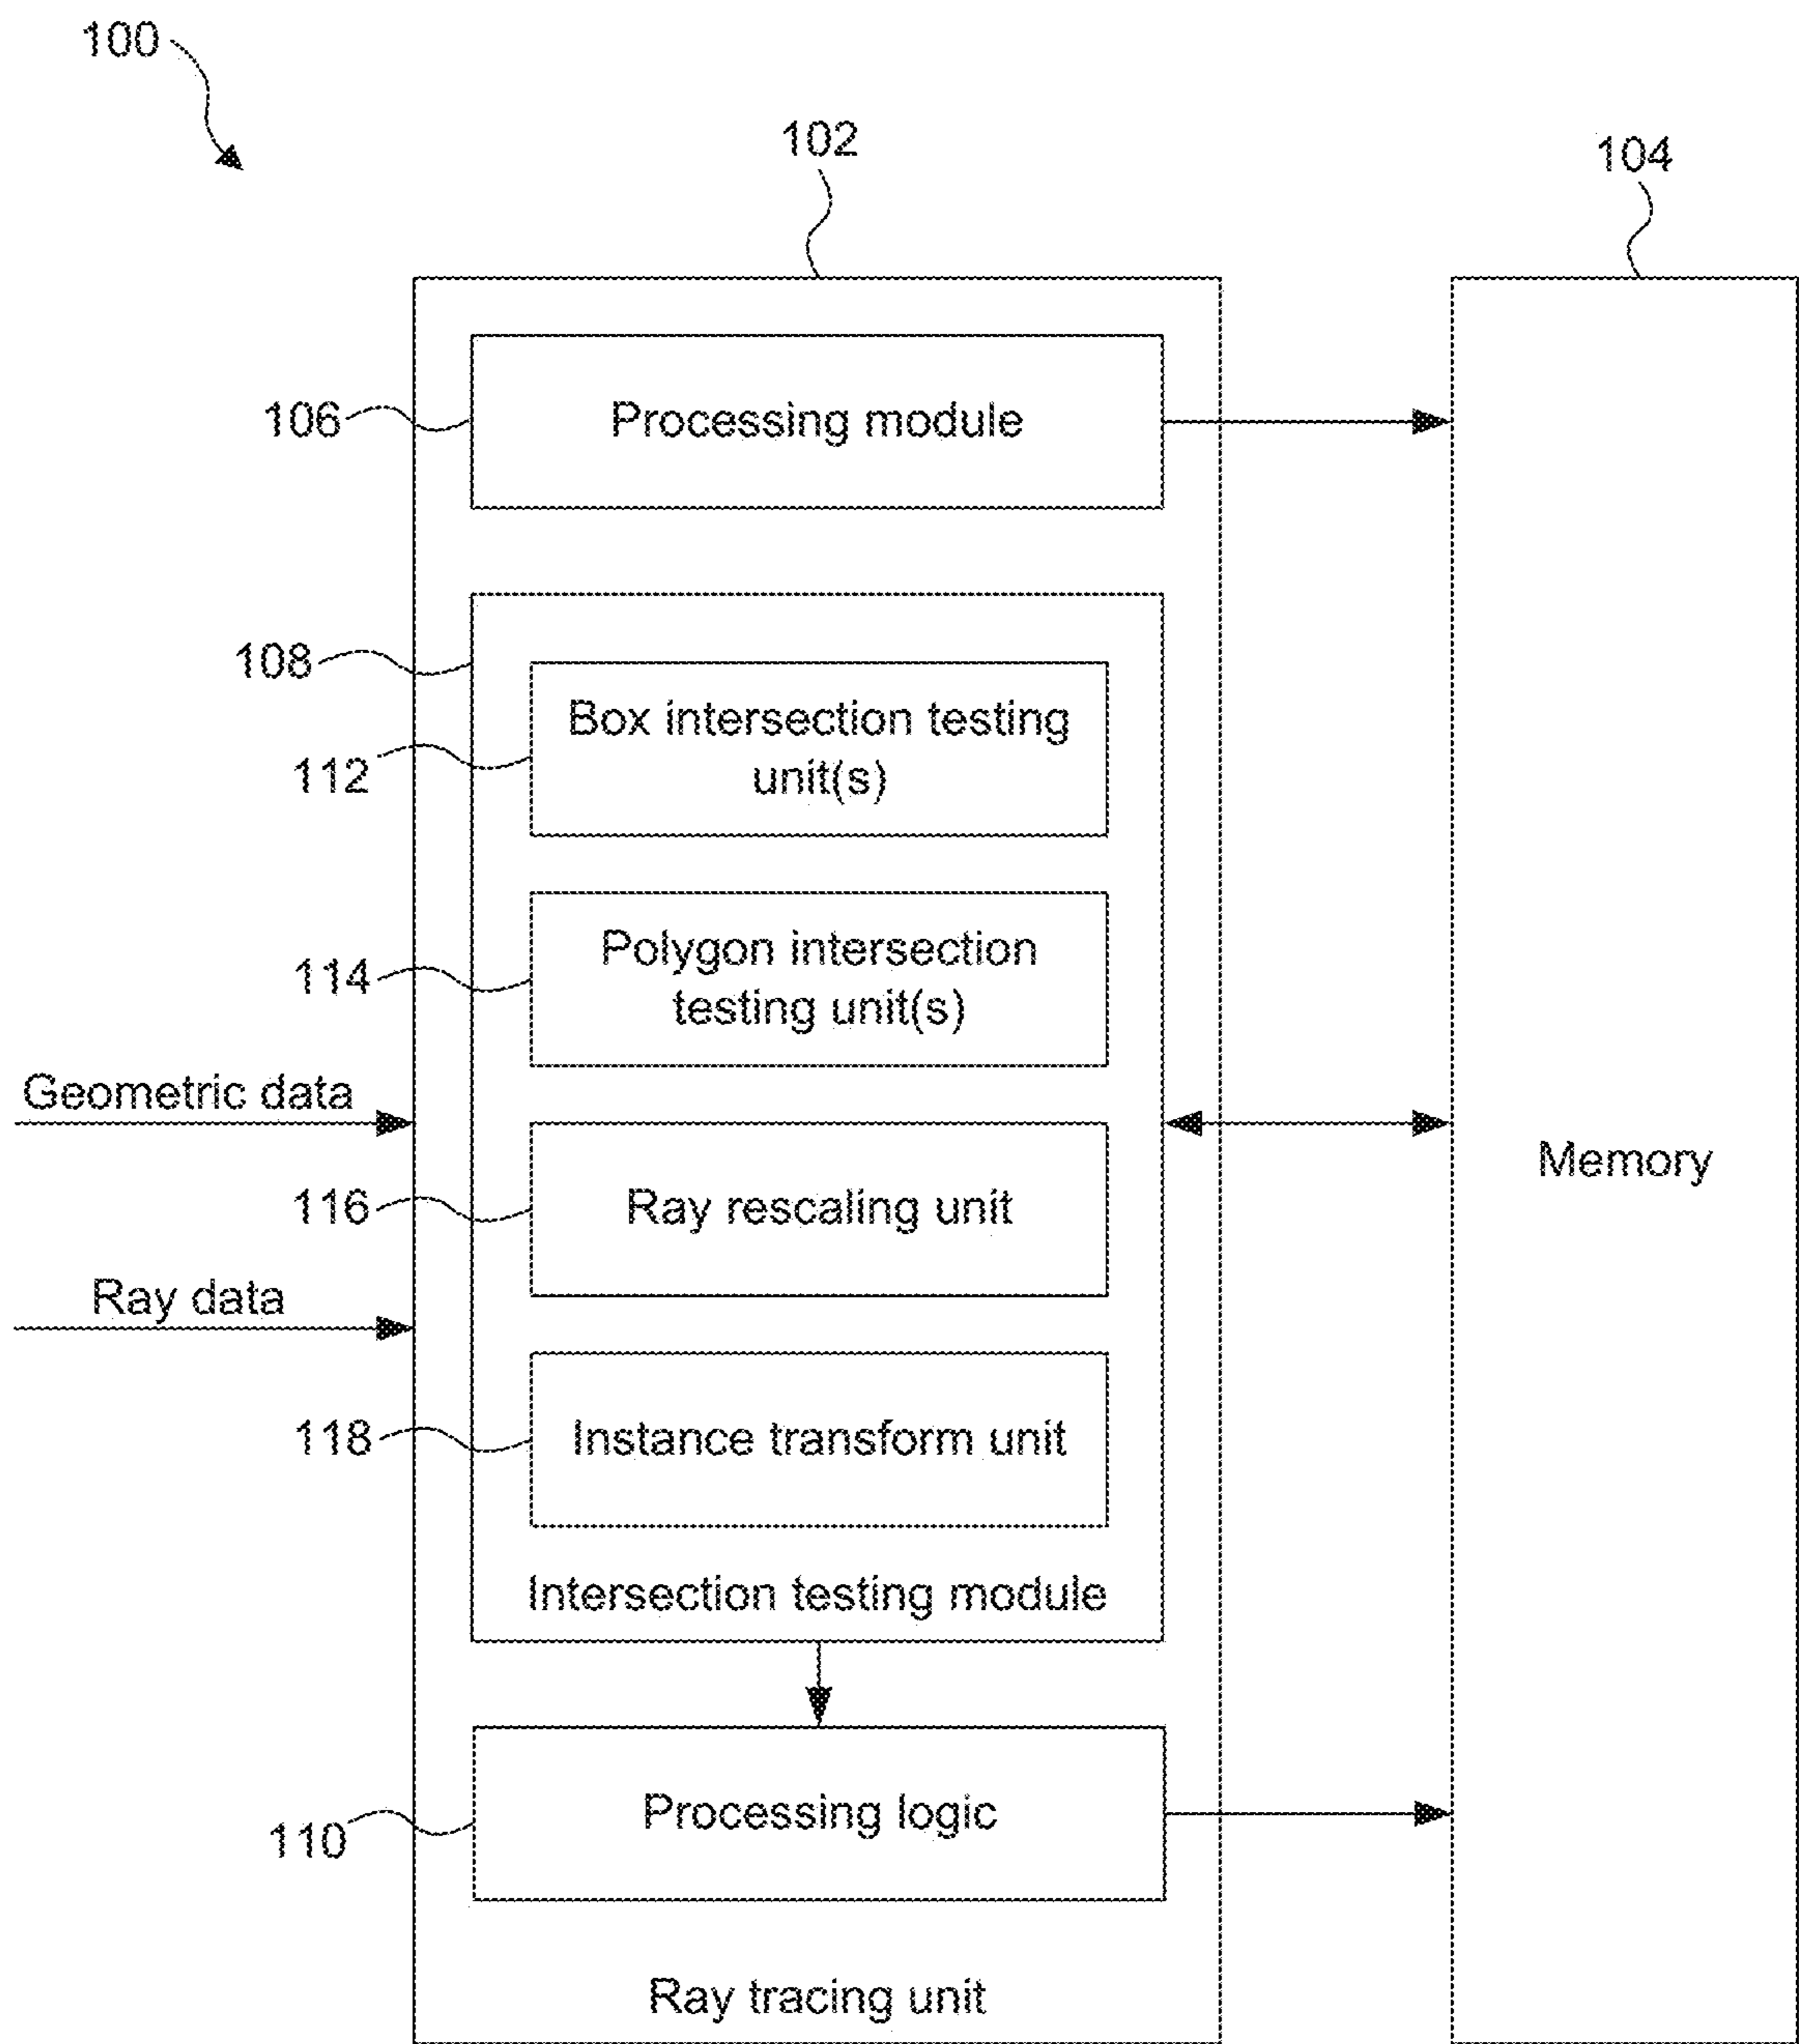 100
102
104
106
Processing module
108
Box intersection testing
unit(s)
112
Polygon intersection
testing unit(s)
114
Geometric data
Memory
116
Ray rescaling unit
Ray data
118
Instance transform unit
Intersection testing module
Processing logic
110
Ray tracing unit